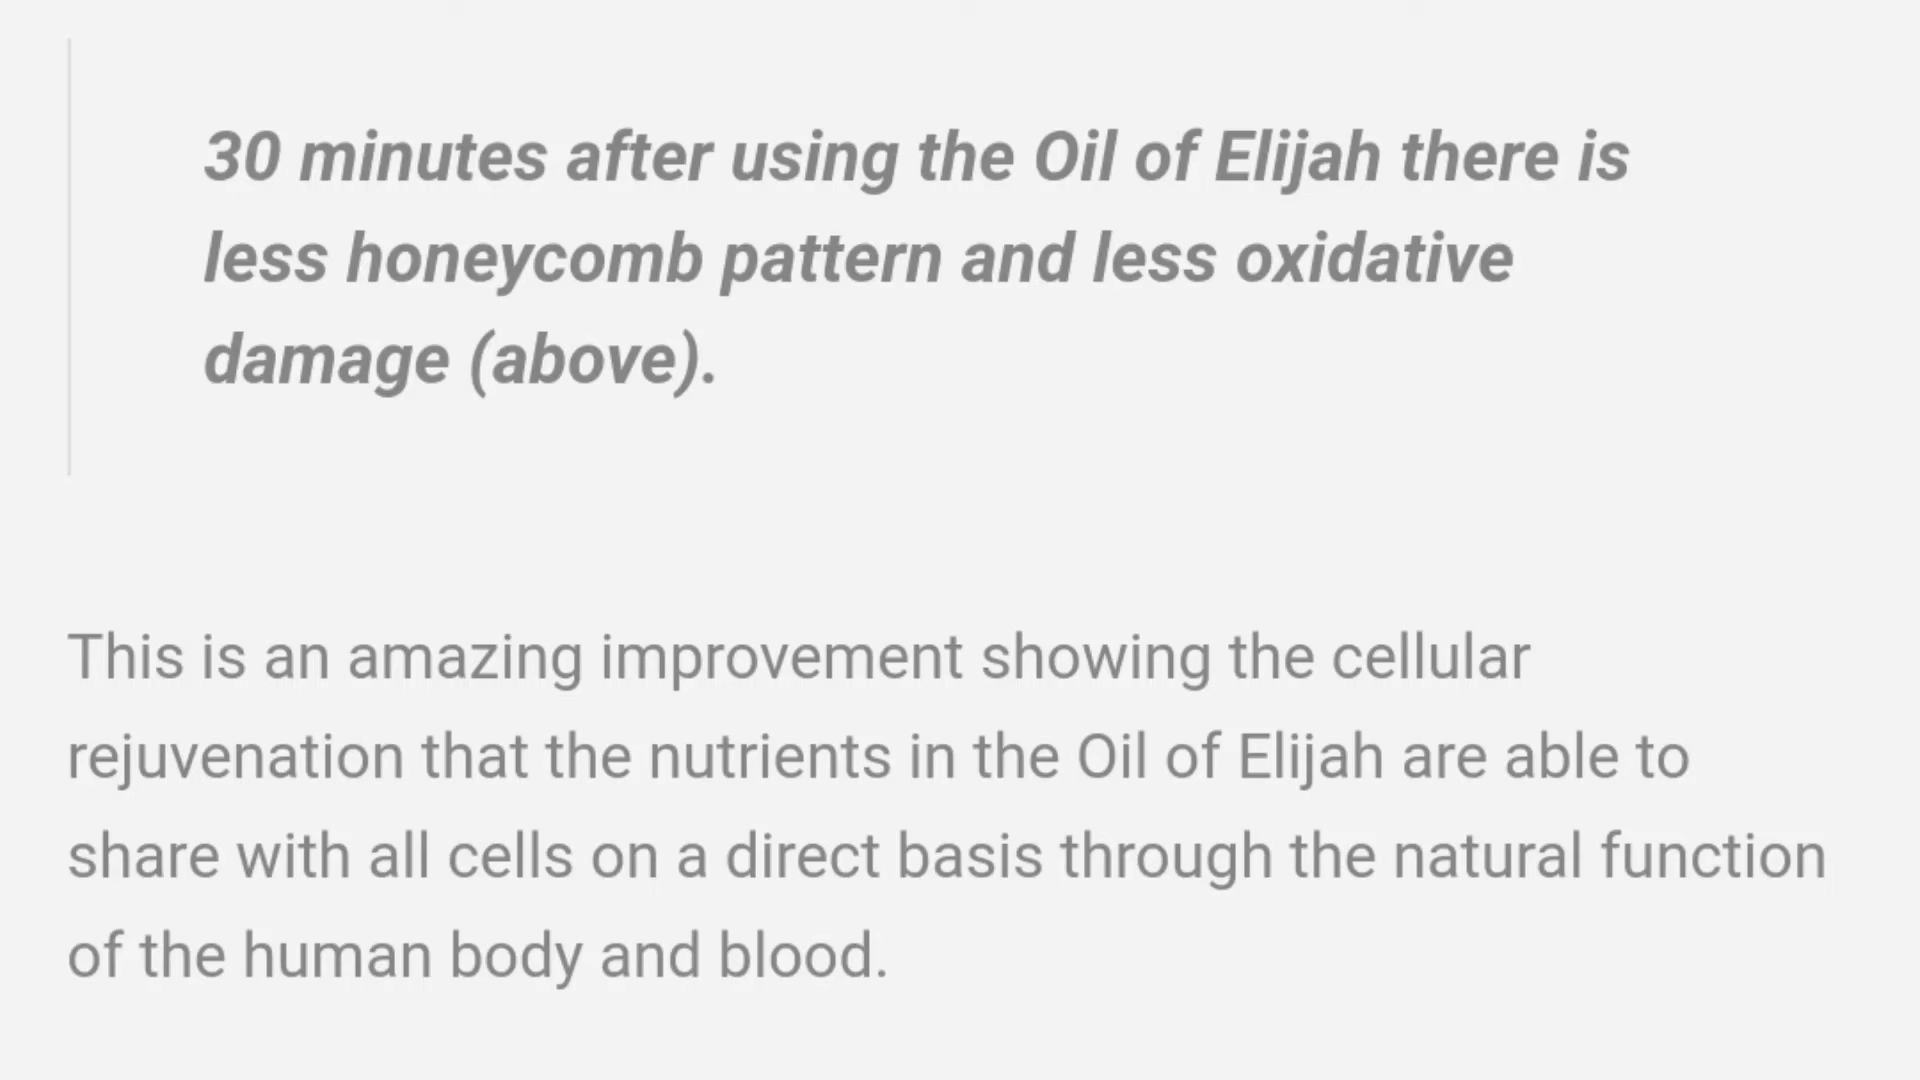 30 minutes after using the Oil of Elijah there is
less honeycomb pattern and less oxidative
damage (above).
This is an amazing improvement showing the cellular
rejuvenation that the nutrients in the Oil of Elijah are able to
share with all cells on a direct basis through the natural function
of the human body and blood.